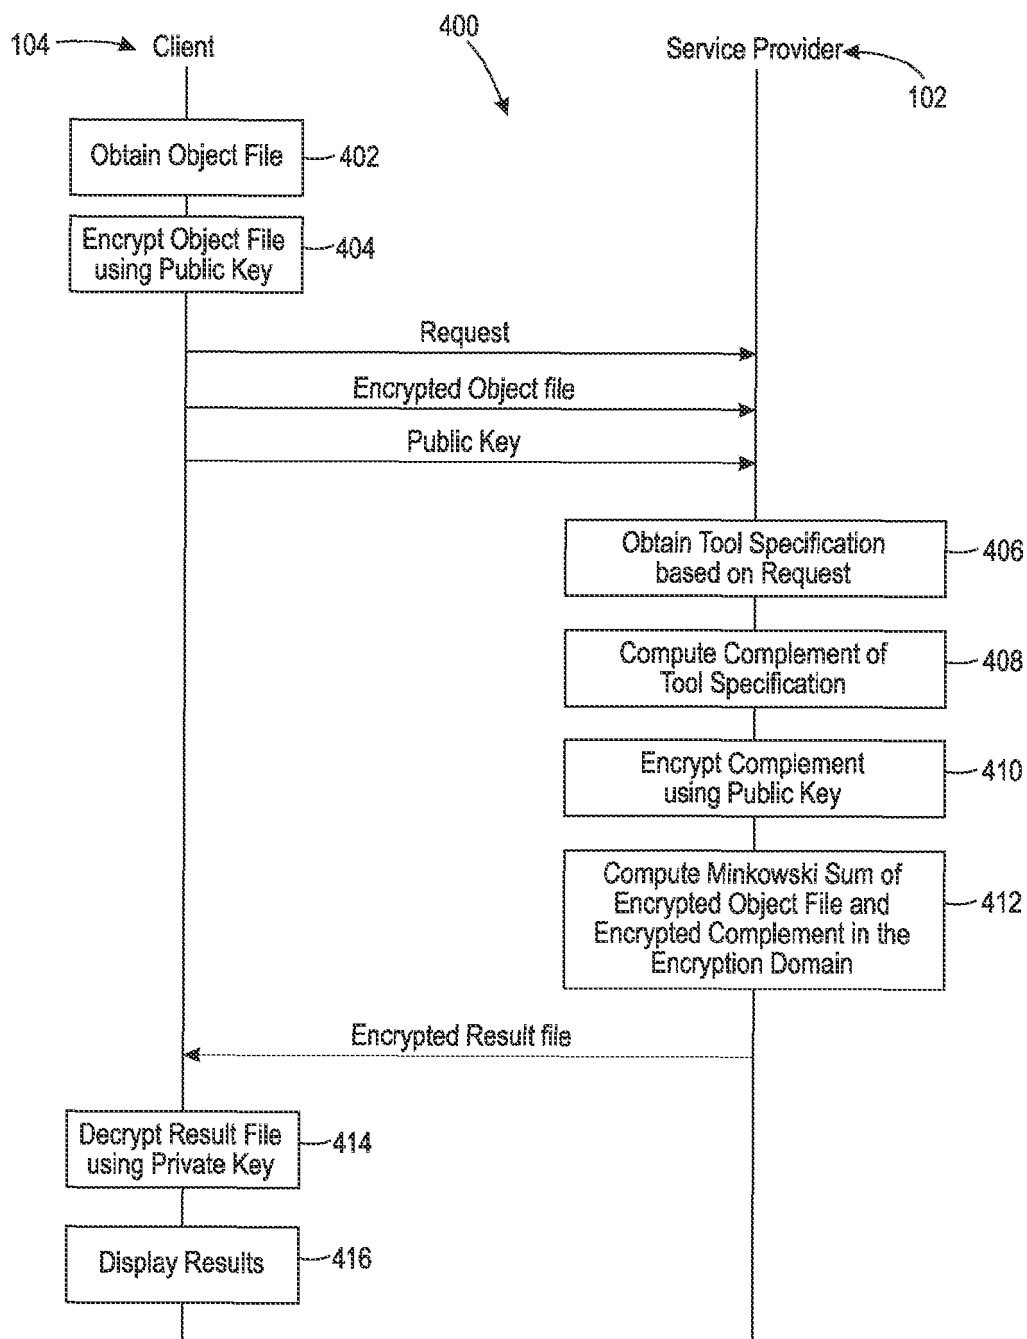 400
104
Client
Service Provider
102
Obtain Object File
402
Encrypt Object File
using Public Key
404
Request
Encrypted Object file
Public Key
Obtain Tool Specification
based on Request
406
Compute Complement of
Tool Specification
408
Encrypt Complement
using Public Key
410
Compute Minkowski Sum of
Encrypted Object File and
Encrypted Complement in the
Encryption Domain
412
Encrypted Result file
Decrypt Result File
using Private Key
414
Display Results
416